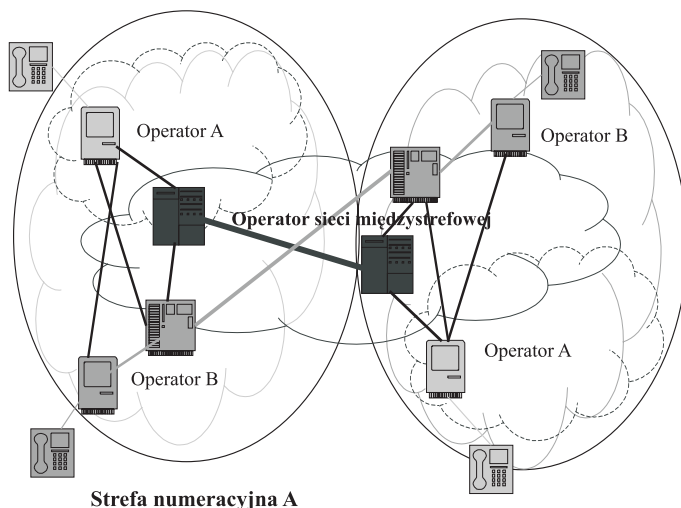 Operator A
Operator B
Operator sieci międzystrefowej
Operator A
Operator B
Strefa numeracyjna A